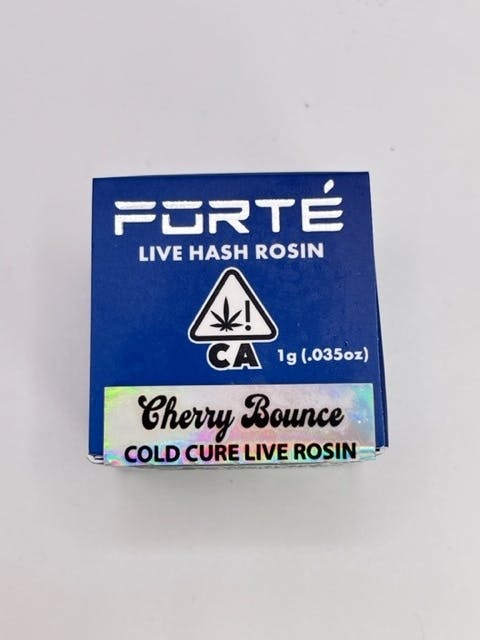 FORTÉ
LIVE HASH ROSIN
!
CA
1g (.035oz)
Cherry Bounce
COLD CURE LIVE ROSIN